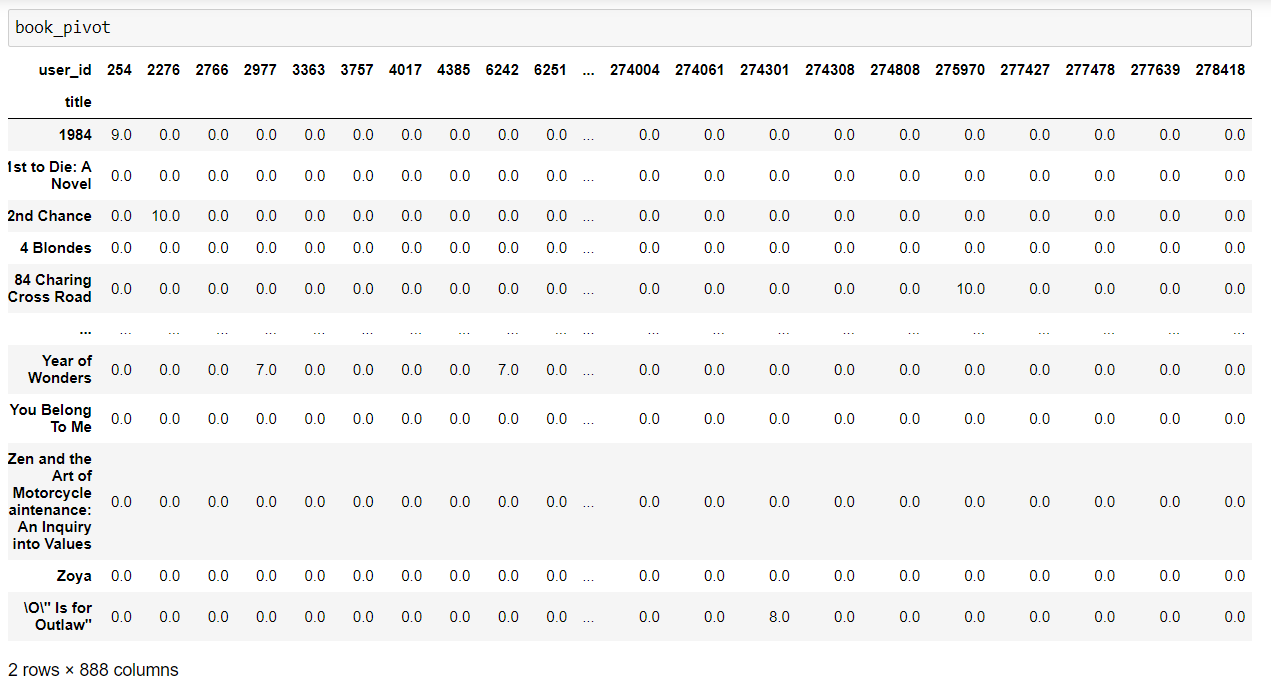 book_pivot
user_id 254 2276 2766 2977 3363 3757 4017 4385 6242 6251 ... 274004 274061 274301 274308 274808 275970 277427 277478 277639 278418
title
1984 9.0 0.0 0.0 0.0 0.0 0.0 0.0 0.0 0.0 0.0 ... 0.0 0.0 0.0 0.0 0.0 0.0 0.0 0.0 0.0 0.0
1st to Die: A
Novel 0.0 0.0 0.0 0.0 0.0 0.0 0.0 0.0 0.0 0.0 ... 0.0 0.0 0.0 0.0 0.0 0.0 0.0 0.0 0.0 0.0
2nd Chance 0.0 10.0 0.0 0.0 0.0 0.0 0.0 0.0 0.0 0.0 ... 0.0 0.0 0.0 0.0 0.0 0.0 0.0 0.0 0.0 0.0
4 Blondes 0.0 0.0 0.0 0.0 0.0 0.0 0.0 0.0 0.0 0.0 ... 0.0 0.0 0.0 0.0 0.0 0.0 0.0 0.0 0.0 0.0
84 Charing
Cross Road 0.0 0.0 0.0 0.0 0.0 0.0 0.0 0.0 0.0 0.0 ... 0.0 0.0 0.0 0.0 0.0 10.0 0.0 0.0 0.0 0.0
... ... ... ... ... ... ... ... ... ... ... ... ... ... ... ... ... ... ... ... ... ...
Year of
Wonders 0.0 0.0 0.0 7.0 0.0 0.0 0.0 0.0 7.0 0.0 ... 0.0 0.0 0.0 0.0 0.0 0.0 0.0 0.0 0.0 0.0
You Belong
To Me 0.0 0.0 0.0 0.0 0.0 0.0 0.0 0.0 0.0 0.0 ... 0.0 0.0 0.0 0.0 0.0 0.0 0.0 0.0 0.0 0.0
Zen and the
Art of
Motorcycle
aintenance: 0.0 0.0 0.0 0.0 0.0 0.0 0.0 0.0 0.0 0.0 ... 0.0 0.0 0.0 0.0 0.0 0.0 0.0 0.0 0.0 0.0
An Inquiry
into Values
Zoya 0.0 0.0 0.0 0.0 0.0 0.0 0.0 0.0 0.0 0.0 ... 0.0 0.0 0.0 0.0 0.0 0.0 0.0 0.0 0.0 0.0
\O\" Is for
Outlaw" 0.0 0.0 0.0 0.0 0.0 0.0 0.0 0.0 0.0 0.0 ... 0.0 0.0 8.0 0.0 0.0 0.0 0.0 0.0 0.0 0.0
2 rows × 888 columns